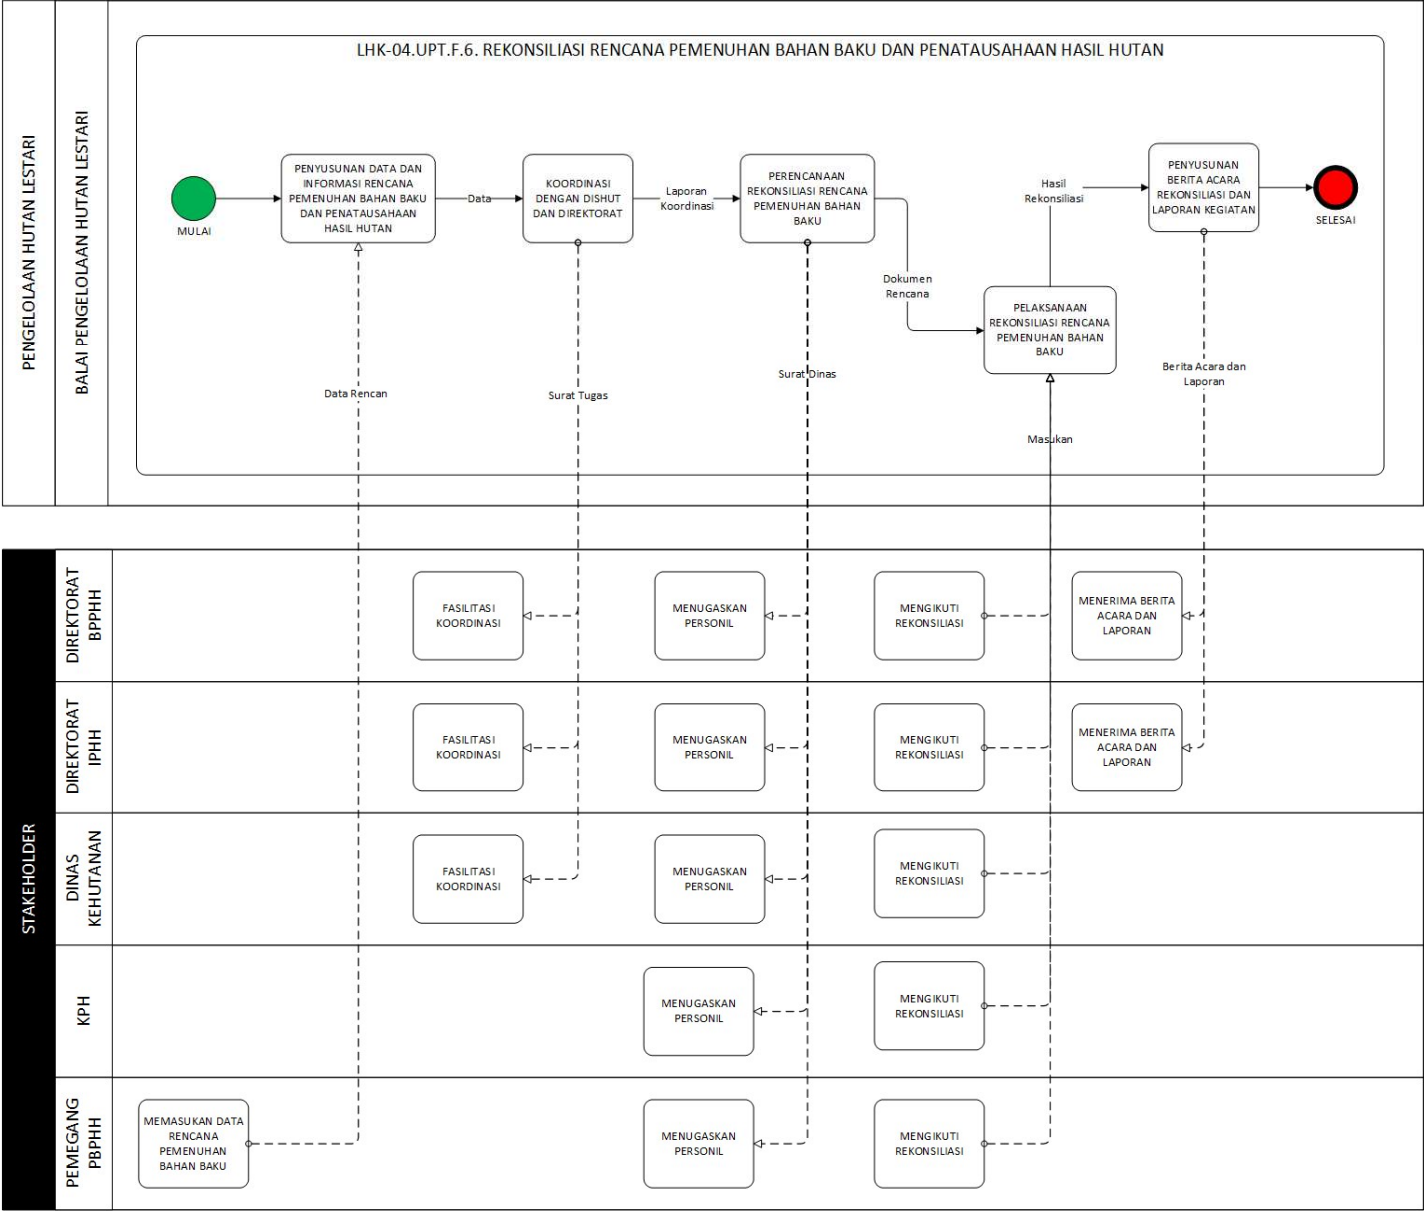 LHK-04.UPT.F.6. REKONSILIASI RENCANA PEMENUHAN BAHAN BAKU DAN PENATAUSAHAAN HASIL HUTAN
PENGELOLAAN HUTAN LESTARI
BALAI PENGELOLAAN HUTAN LESTARI
MULAI
PENYUSUNAN DATA DAN
INFORMASI RENCANA
PEMENUHAN BAHAN BAKU
DAN PENATAUSAHAAN
HASIL HUTAN
Data
KOORDINASI
DENGAN DISHUT
DAN DIREKTORAT
Laporan
Koordinasi
PERENCANAAN
REKONSILIASI RENCANA
PEMENUHAN BAHAN
BAKU
Dokumen
Rencana
PELAKSANAAN
REKONSILIASI RENCANA
PEMENUHAN BAHAN
BAKU
Hasil
Rekonsiliasi
PENYUSUNAN
BERITA ACARA
REKONSILIASI DAN
LAPORAN KEGIATAN
SELESAI
Data Rencan
Surat Tugas
Surat Dinas
Masukan
Berita Acara dan
Laporan
STAKEHOLDER
DIREKTORAT
BPPHH
FASILITASI
KOORDINASI
MENUGASKAN
PERSONIL
MENGIKUTI
REKONSILIASI
MENERIMA BERITA
ACARA DAN
LAPORAN
DIREKTORAT
IPHH
FASILITASI
KOORDINASI
MENUGASKAN
PERSONIL
MENGIKUTI
REKONSILIASI
MENERIMA BERITA
ACARA DAN
LAPORAN
DINAS
KEHUTANAN
FASILITASI
KOORDINASI
MENUGASKAN
PERSONIL
MENGIKUTI
REKONSILIASI
KPH
MENUGASKAN
PERSONIL
MENGIKUTI
REKONSILIASI
PEMEGANG
PBPHH
MEMASUKAN DATA
RENCANA
PEMENUHAN
BAHAN BAKU
MENUGASKAN
PERSONIL
MENGIKUTI
REKONSILIASI